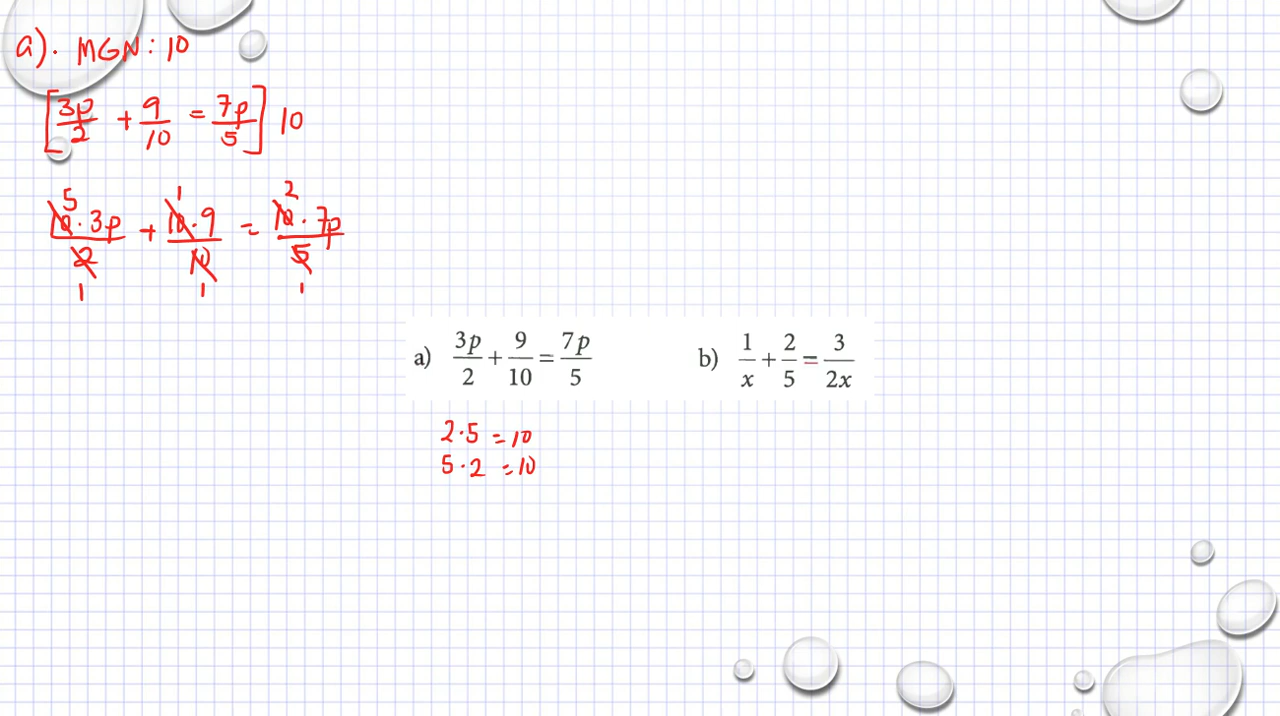 a). MGN: 10
[3p/2 + 9/10 = 7p/5] 10
5 1 2
10·3p/2 + 10·9/10 = 10·7p/5
1 1 1
a) 3p/2 + 9/10 = 7p/5
b) 1/x + 2/5 = 3/2x
2·5 = 10
5·2 = 10